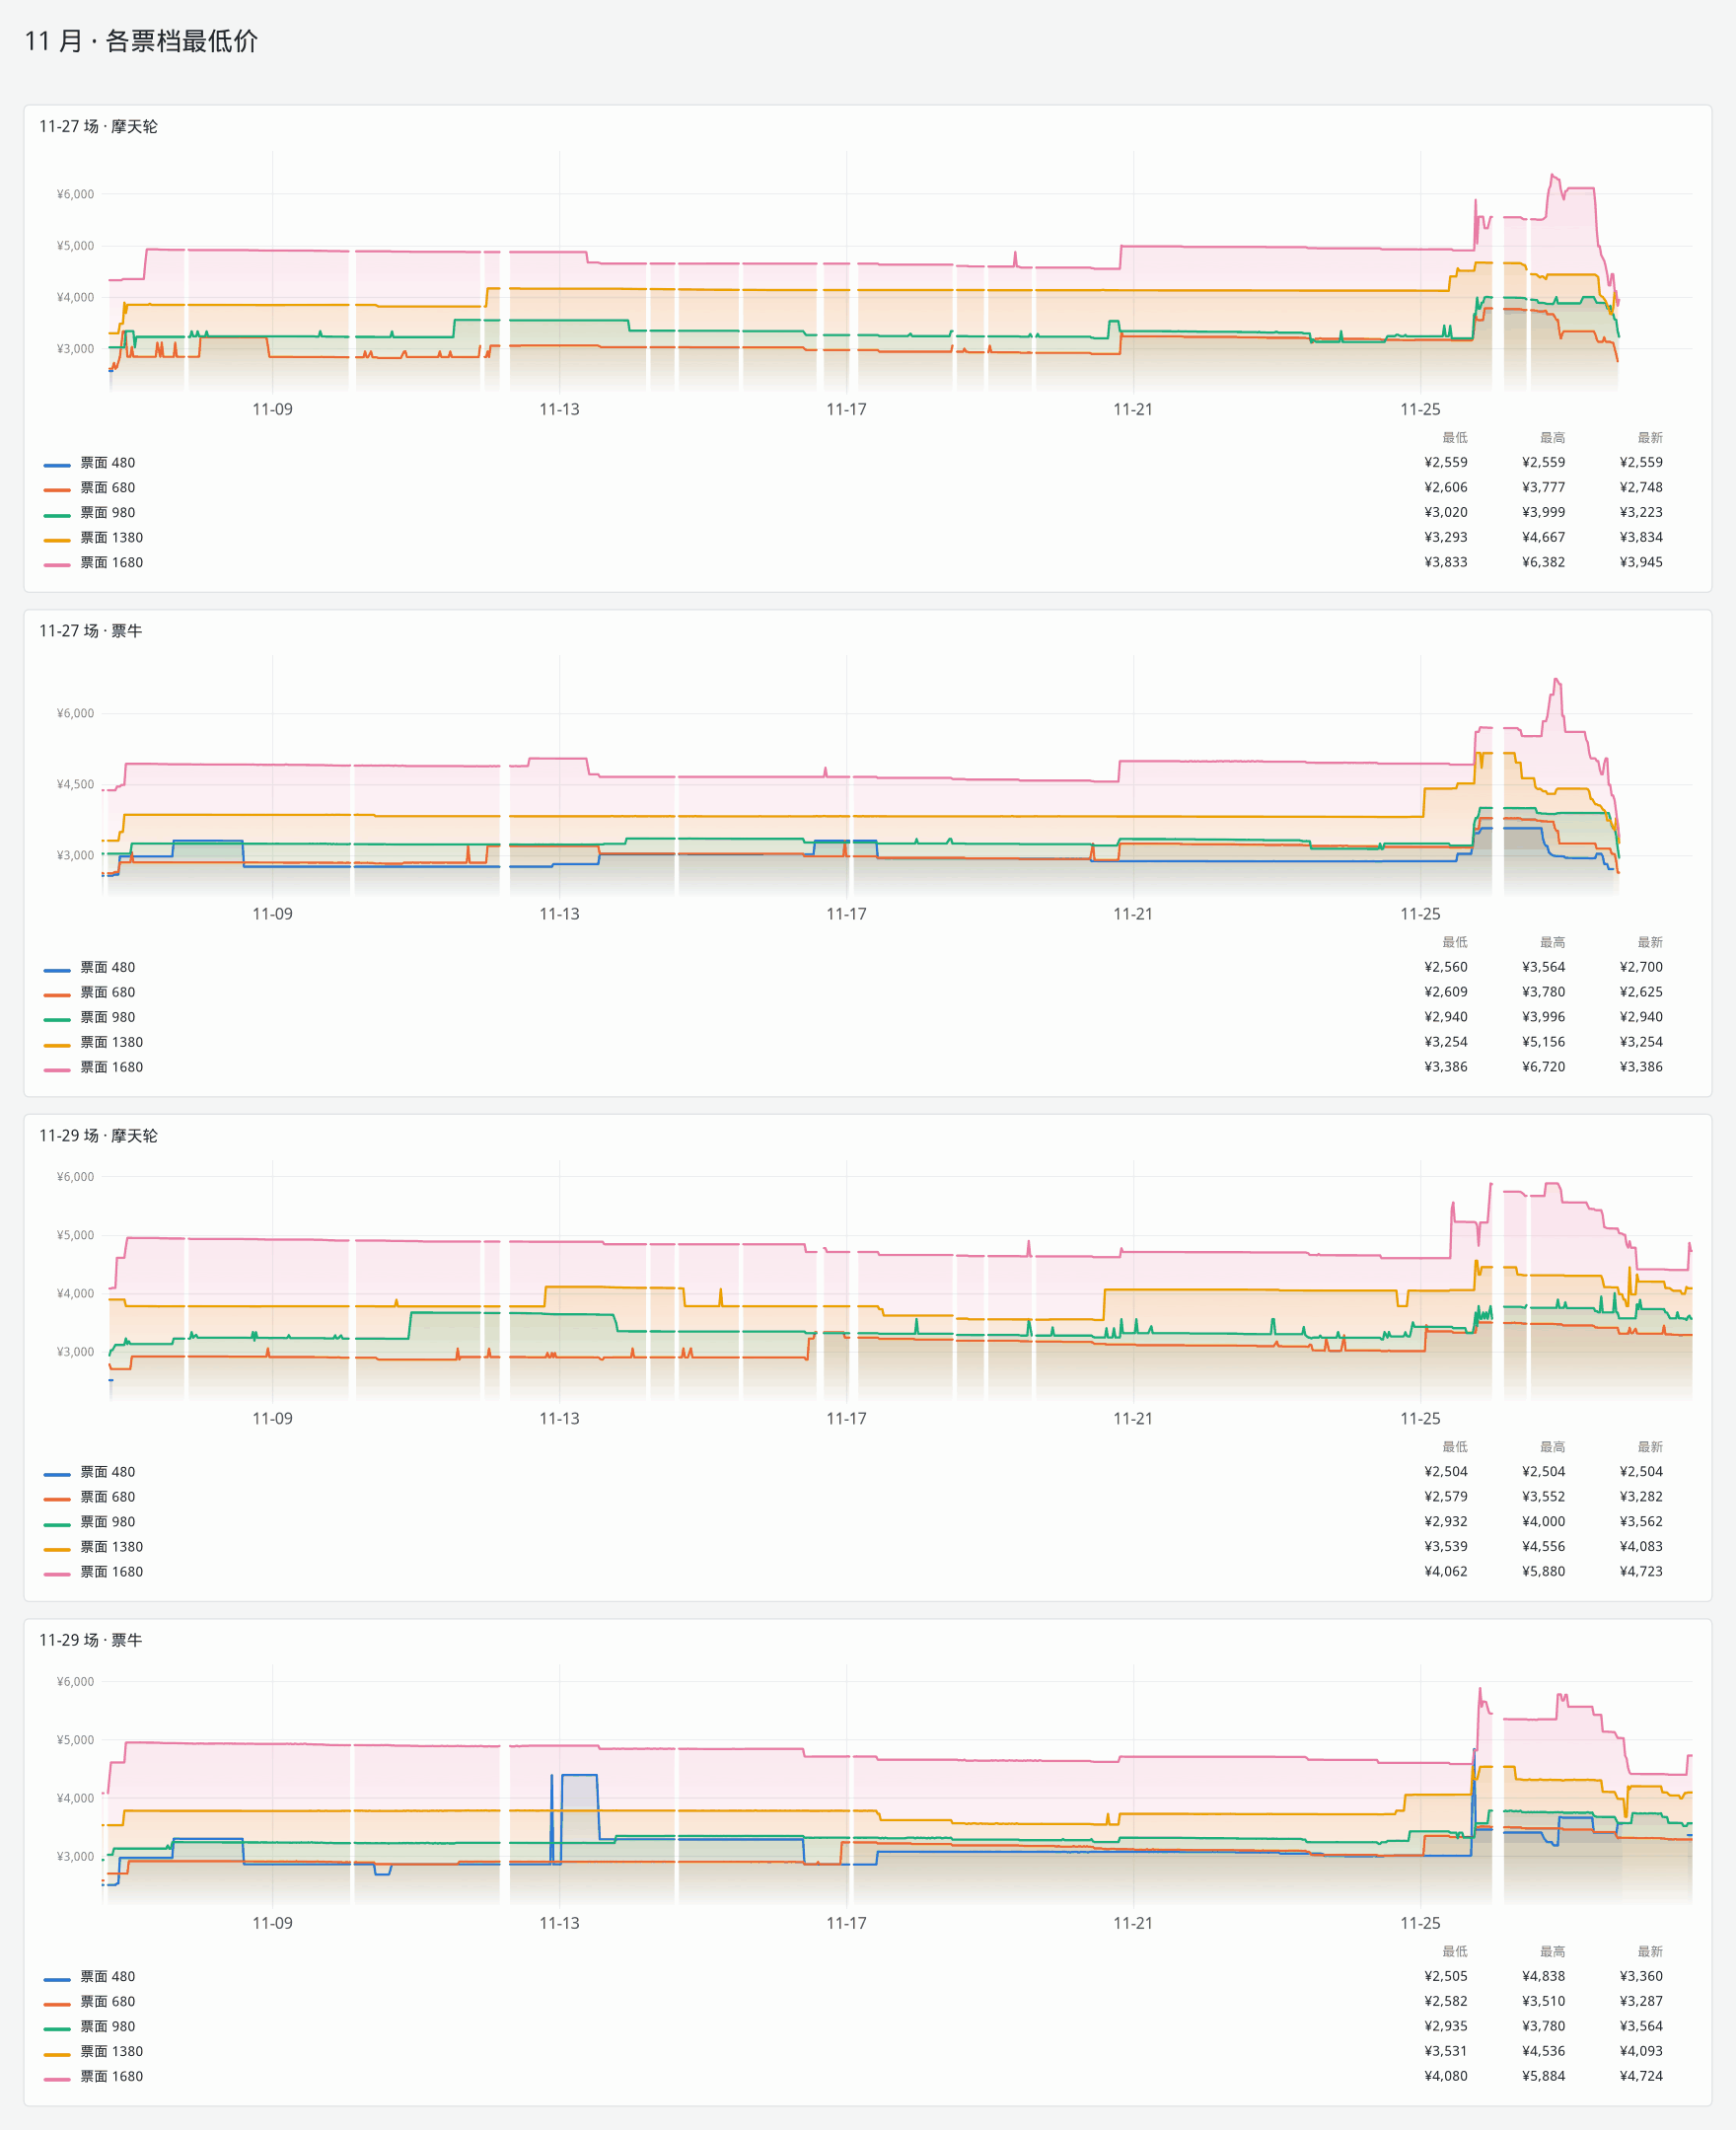 11 月 · 各票档最低价
11-27 场 · 摩天轮
¥6,000
¥5,000
¥4,000
¥3,000
11-09 11-13 11-17 11-21 11-25
最低 最高 最新
票面 480 ¥2,559 ¥2,559 ¥2,559
票面 680 ¥2,606 ¥3,777 ¥2,748
票面 980 ¥3,020 ¥3,999 ¥3,223
票面 1380 ¥3,293 ¥4,667 ¥3,834
票面 1680 ¥3,833 ¥6,382 ¥3,945
11-27 场 · 票牛
¥6,000
¥4,500
¥3,000
11-09 11-13 11-17 11-21 11-25
最低 最高 最新
票面 480 ¥2,560 ¥3,564 ¥2,700
票面 680 ¥2,609 ¥3,780 ¥2,625
票面 980 ¥2,940 ¥3,996 ¥2,940
票面 1380 ¥3,254 ¥5,156 ¥3,254
票面 1680 ¥3,386 ¥6,720 ¥3,386
11-29 场 · 摩天轮
¥6,000
¥5,000
¥4,000
¥3,000
11-09 11-13 11-17 11-21 11-25
最低 最高 最新
票面 480 ¥2,504 ¥2,504 ¥2,504
票面 680 ¥2,579 ¥3,552 ¥3,282
票面 980 ¥2,932 ¥4,000 ¥3,562
票面 1380 ¥3,539 ¥4,556 ¥4,083
票面 1680 ¥4,062 ¥5,880 ¥4,723
11-29 场 · 票牛
¥6,000
¥5,000
¥4,000
¥3,000
11-09 11-13 11-17 11-21 11-25
最低 最高 最新
票面 480 ¥2,505 ¥4,838 ¥3,360
票面 680 ¥2,582 ¥3,510 ¥3,287
票面 980 ¥2,935 ¥3,780 ¥3,564
票面 1380 ¥3,531 ¥4,536 ¥4,093
票面 1680 ¥4,080 ¥5,884 ¥4,724